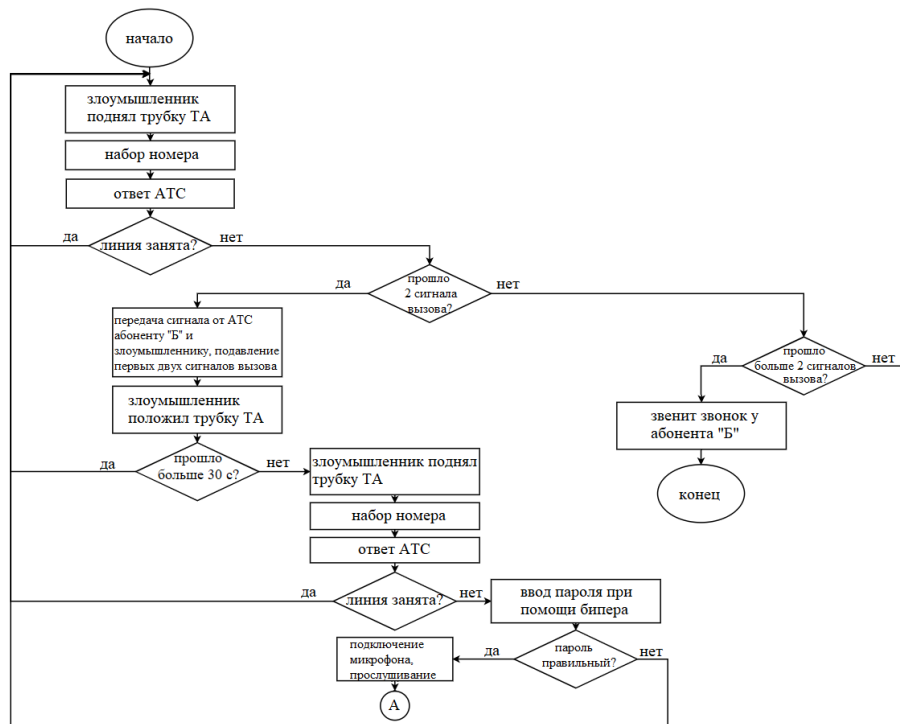 начало
злоумышленник
поднял трубку ТА
набор номера
ответ АТС
да
линия занята?
нет
да
прошло
2 сигнала
вызова?
нет
передача сигнала от АТС
абоненту "Б" и
злоумышленнику, подавление
первых двух сигналов вызова
да
прошло
больше 2 сигналов
вызова?
нет
злоумышленник
положил трубку ТА
звенит звонок у
абонента "Б"
да
прошло
больше 30 с?
нет
злоумышленник поднял
трубку ТА
конец
набор номера
ответ АТС
да
линия занята?
нет
ввод пароля при
помощи бипера
подключение
микрофона,
прослушивание
да
пароль
правильный?
нет
А